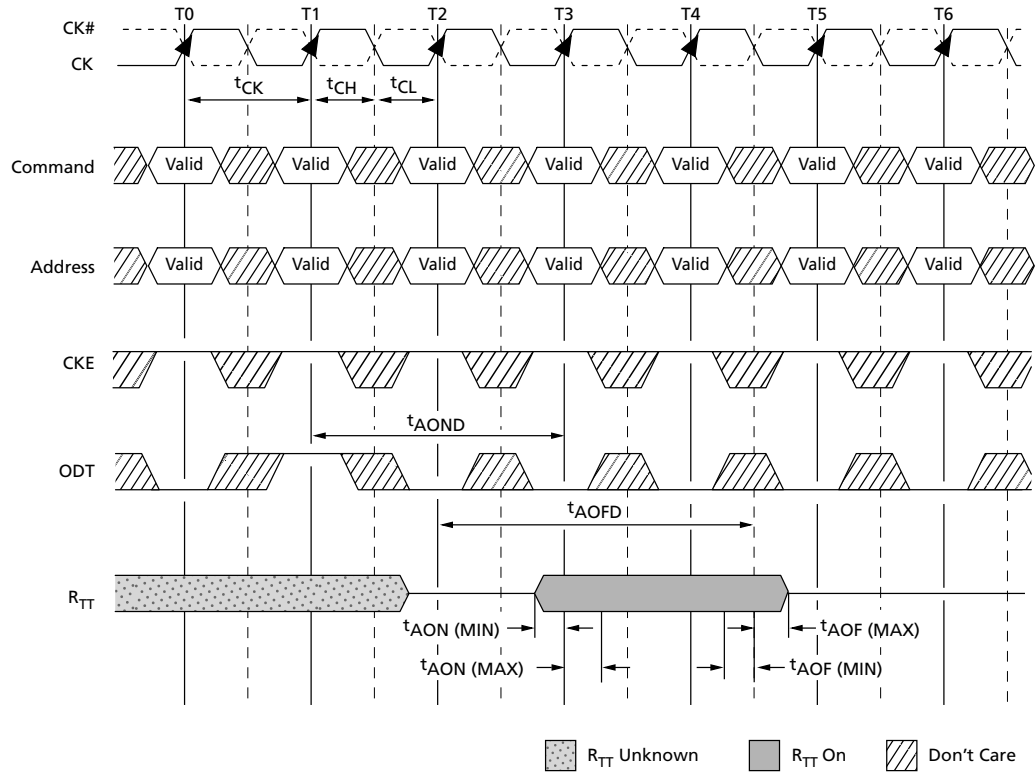 T0 T1 T2 T3 T4 T5 T6
CK#
CK
tCK tCH tCL
Command Valid Valid Valid Valid Valid Valid Valid
Address Valid Valid Valid Valid Valid Valid Valid
CKE
tAOND
ODT
tAOFD
RTT
tAON (MIN) tAOF (MAX)
tAON (MAX) tAOF (MIN)
RTT Unknown RTT On Don't Care